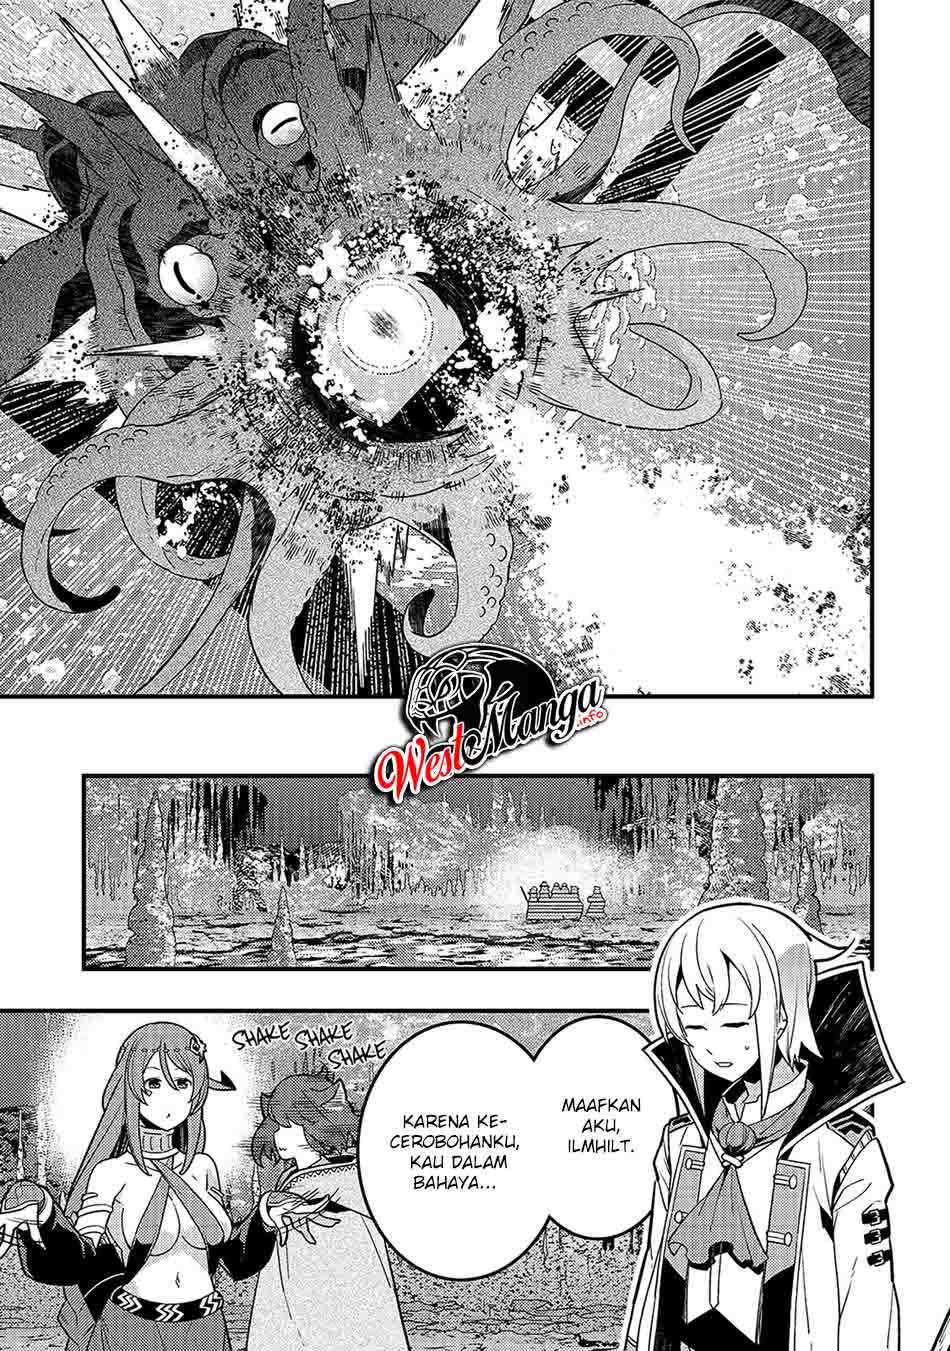 WestManga
.info
MAAFKAN
AKU,
ILMHILT.
KARENA KE-
CEROBOHANKU,
KAU DALAM
BAHAYA...
SHAKE
SHAKE
SHAKE